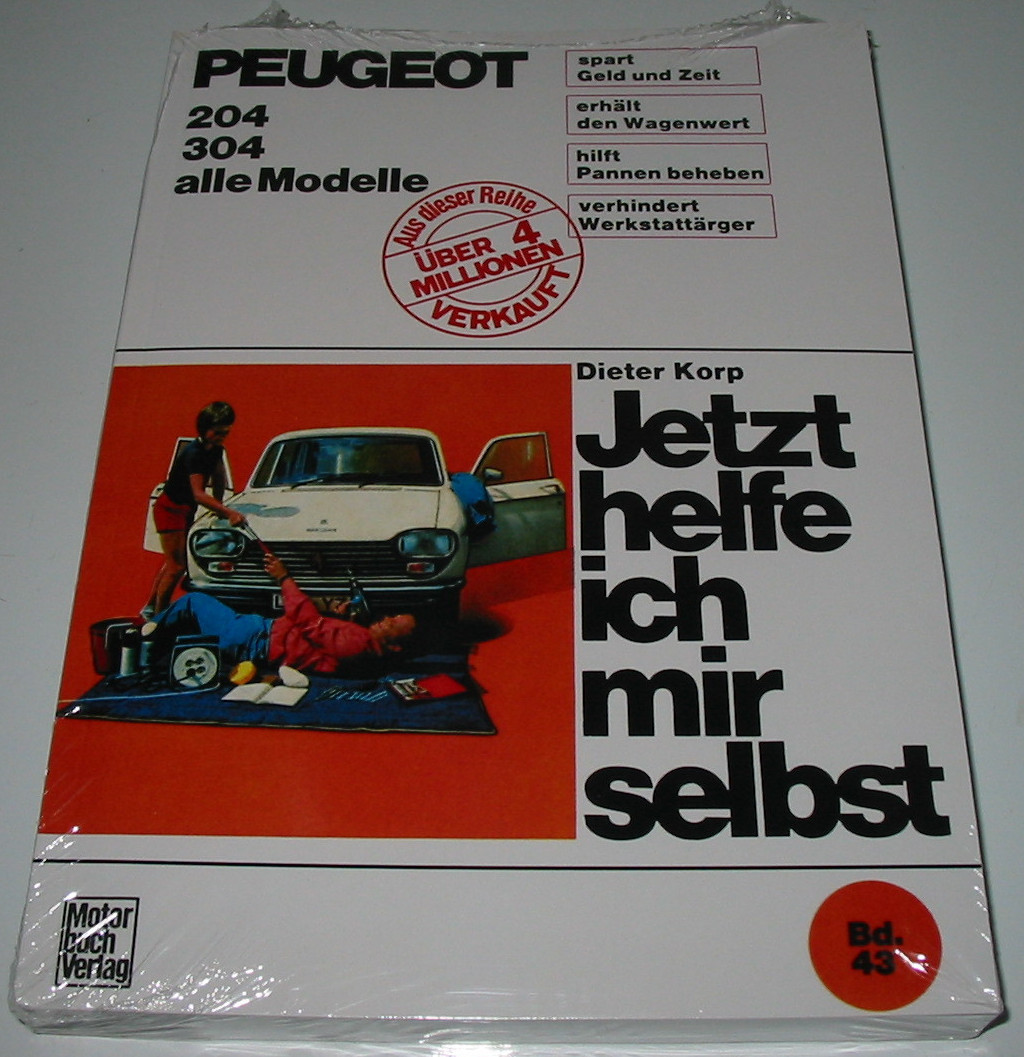 PEUGEOT
204
304
alle Modelle
spart
Geld und Zeit
erhält
den Wagenwert
hilft
Pannen beheben
verhindert
Werkstattärger
Aus dieser Reihe
ÜBER 4
MILLIONEN
VERKAUFT
Dieter Korp
Jetzt
helfe
ich
mir
selbst
Motor
buch
Verlag
Bd.
43